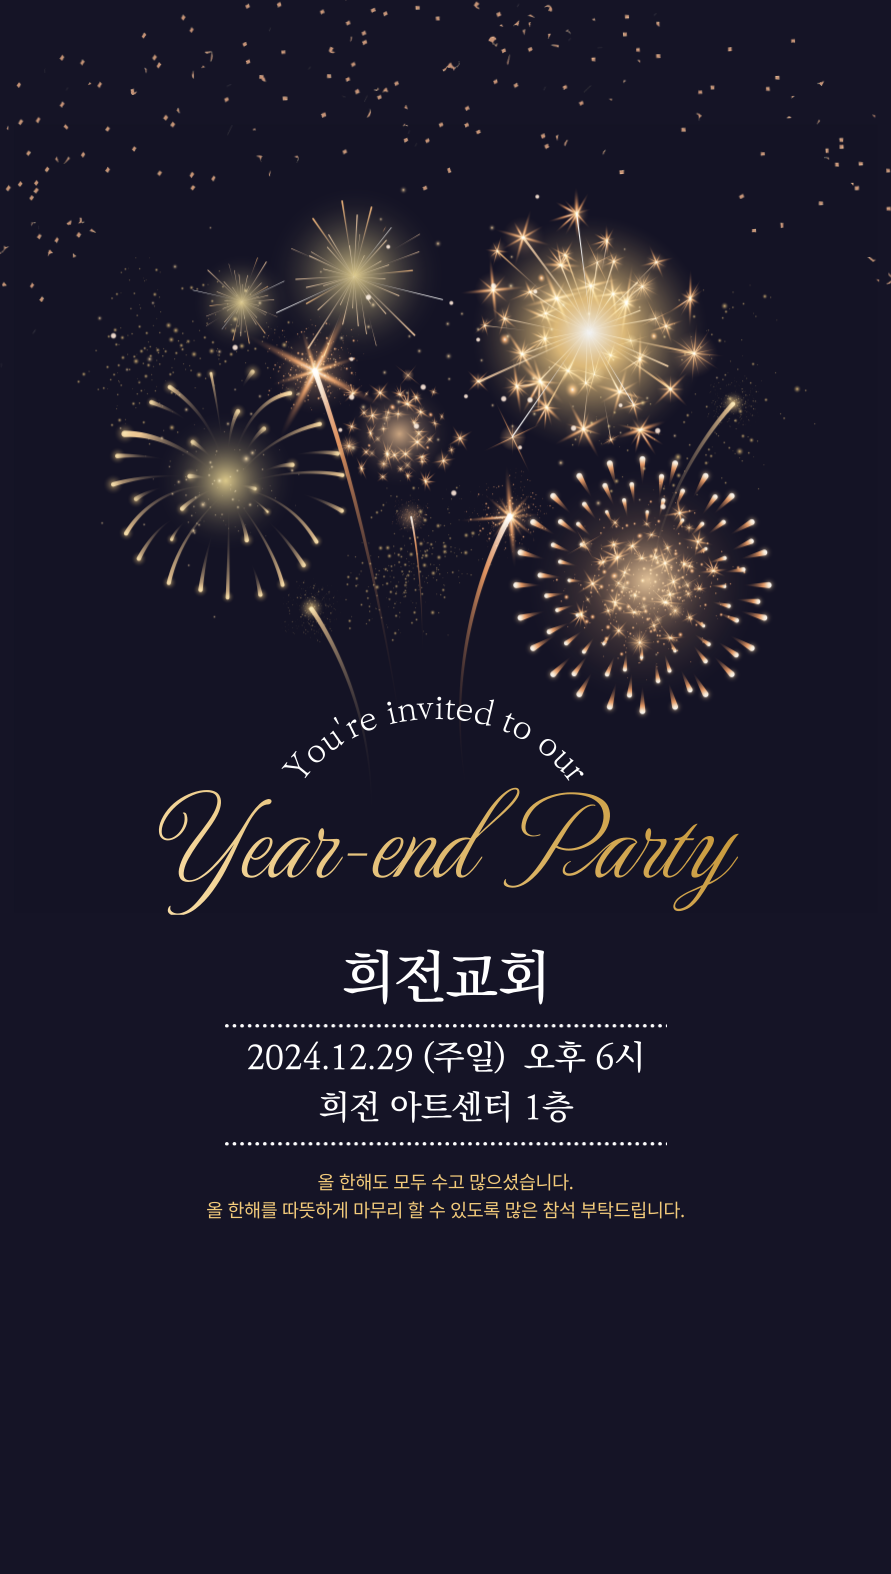 You're invited to our
Year-end Party
희전교회
2024.12.29 (주일) 오후 6시
희전 아트센터 1층
올 한해도 모두 수고 많으셨습니다.
올 한해를 따뜻하게 마무리 할 수 있도록 많은 참석 부탁드립니다.